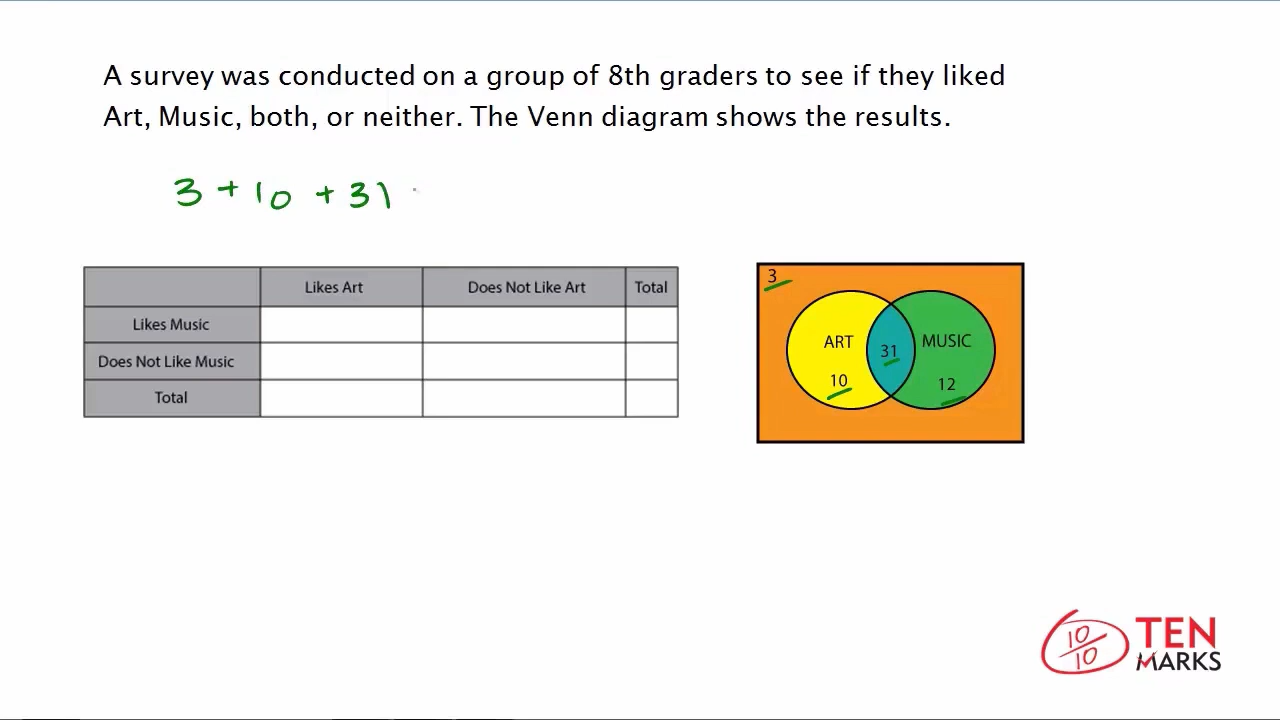 A survey was conducted on a group of 8th graders to see if they liked
Art, Music, both, or neither. The Venn diagram shows the results.
3 + 10 + 31
Likes Art Does Not Like Art Total
Likes Music
Does Not Like Music
Total
3
ART 31 MUSIC
10 12
10/10 TEN
MARKS